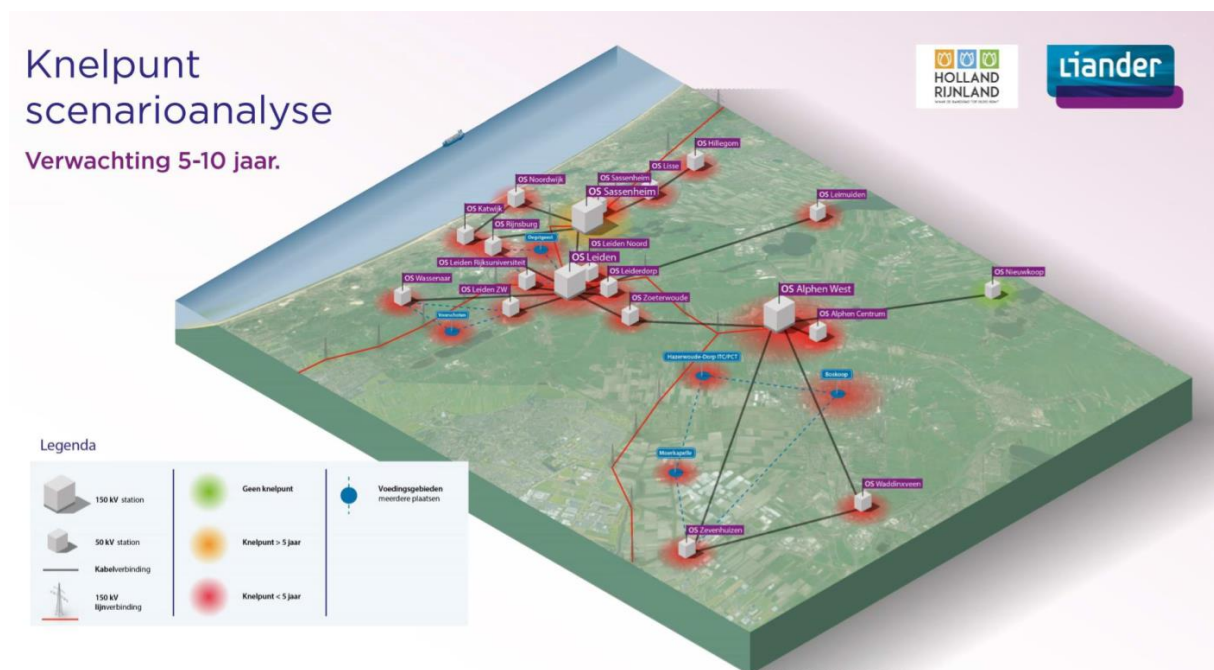 Knelpunt
scenarioanalyse
Verwachting 5-10 jaar.
HOLLAND
RIJNLAND
Liander
OS Hillegom
OS Lisse
OS Sassenheim
OS Sassenheim
OS Noordwijk
OS Katwijk
OS Rijnsburg
OS Leimuiden
OS Leiden Noord
OS Leiden
OS Leiden Rijksuniversiteit
OS Leiderdorp
OS Wassenaar
OS Leiden ZW
OS Zoeterwoude
OS Nieuwkoop
OS Alphen West
OS Alphen Centrum
Hazerwoude-Dorp ITC/PCT
Boskoop
Moerkapelle
OS Waddinxveen
OS Zevenhuizen
Legenda
150 kV station
50 kV station
Kabelverbinding
150 kV
lijnverbinding
Geen knelpunt
Knelpunt > 5 jaar
Knelpunt < 5 jaar
Voedingsgebieden
meerdere plaatsen